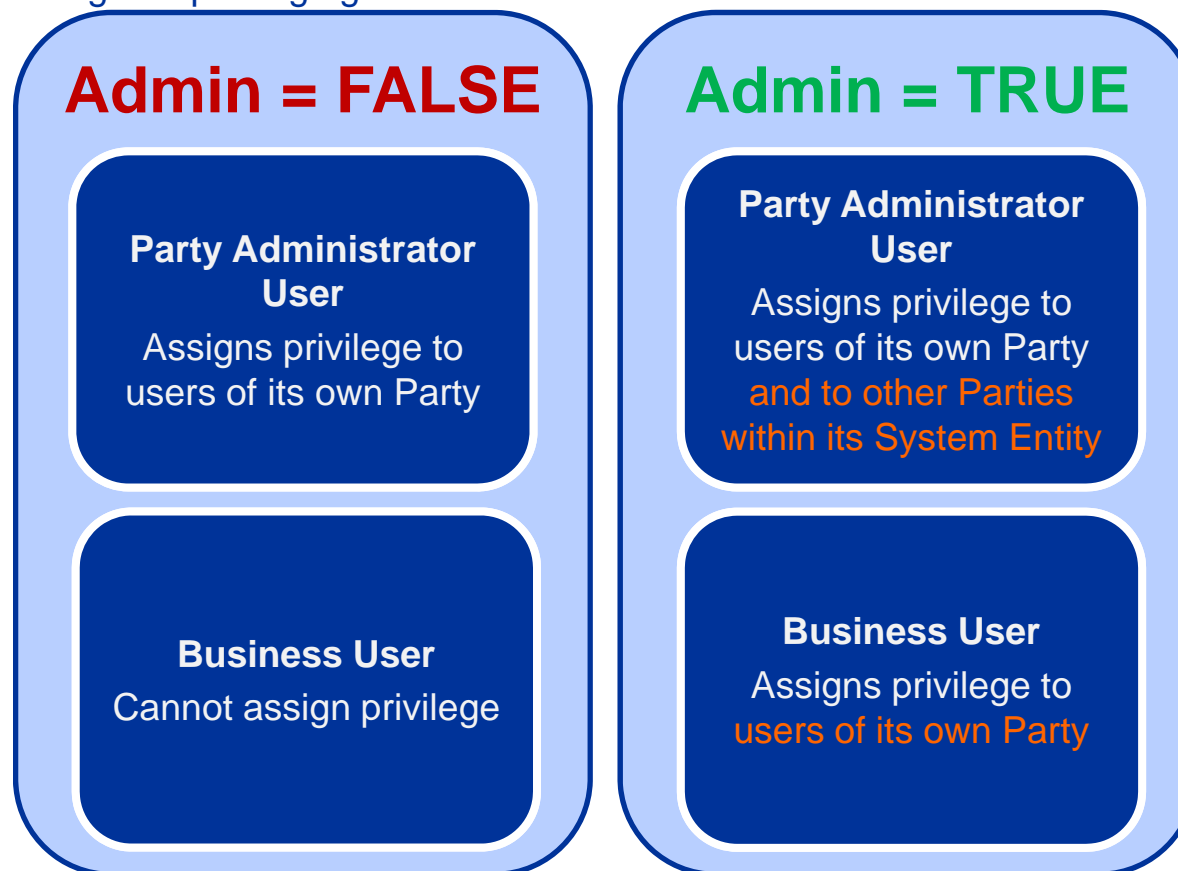 Admin = FALSE
Party Administrator
User
Assigns privilege to
users of its own Party
Business User
Cannot assign privilege
Admin = TRUE
Party Administrator
User
Assigns privilege to
users of its own Party
and to other Parties
within its System Entity
Business User
Assigns privilege to
users of its own Party